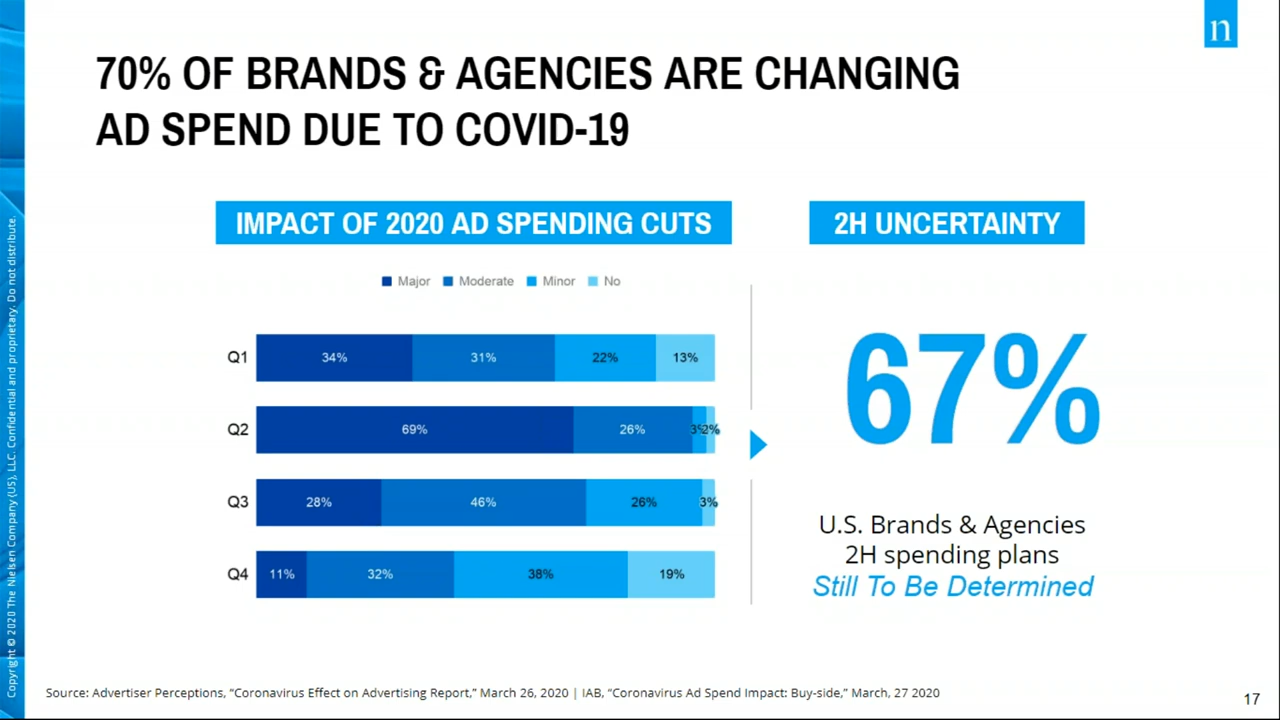 n
70% OF BRANDS & AGENCIES ARE CHANGING
AD SPEND DUE TO COVID-19
IMPACT OF 2020 AD SPENDING CUTS
Major Moderate Minor No
Q1 34% 31% 22% 13%
Q2 69% 26% 3% 2%
Q3 28% 46% 26% 3%
Q4 11% 32% 38% 19%
2H UNCERTAINTY
67%
U.S. Brands & Agencies
2H spending plans
Still To Be Determined
Source: Advertiser Perceptions, “Coronavirus Effect on Advertising Report,” March 26, 2020 | IAB, “Coronavirus Ad Spend Impact: Buy-side,” March, 27 2020
17
Copyright © 2020 The Nielsen Company (US), LLC. Confidential and proprietary. Do not distribute.